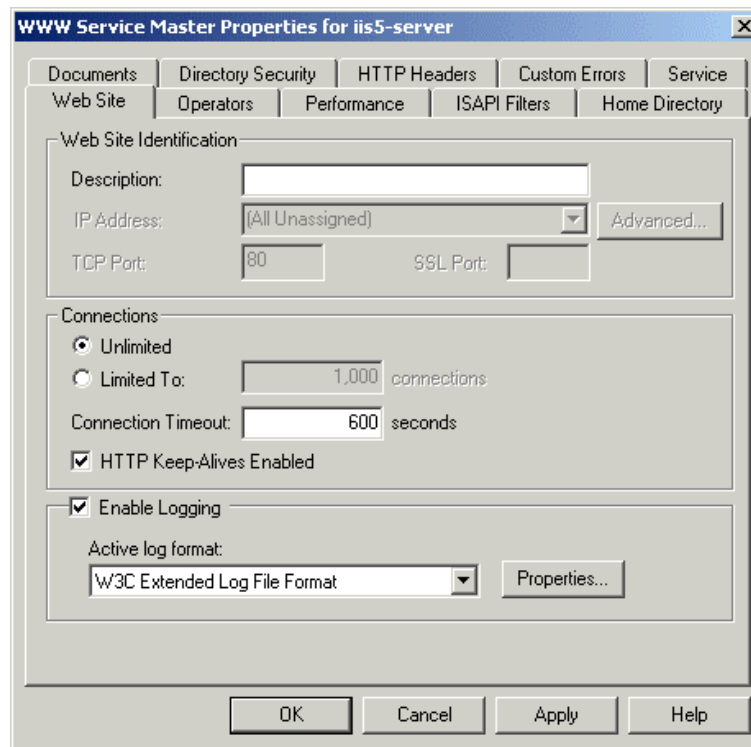 WWW Service Master Properties for iis5-server
Documents Directory Security HTTP Headers Custom Errors Service
Web Site Operators Performance ISAPI Filters Home Directory
Web Site Identification
Description:
IP Address: (All Unassigned) Advanced...
TCP Port: 80 SSL Port:
Connections
Unlimited
Limited To: 1,000 connections
Connection Timeout: 600 seconds
HTTP Keep-Alives Enabled
Enable Logging
Active log format:
W3C Extended Log File Format Properties...
OK Cancel Apply Help